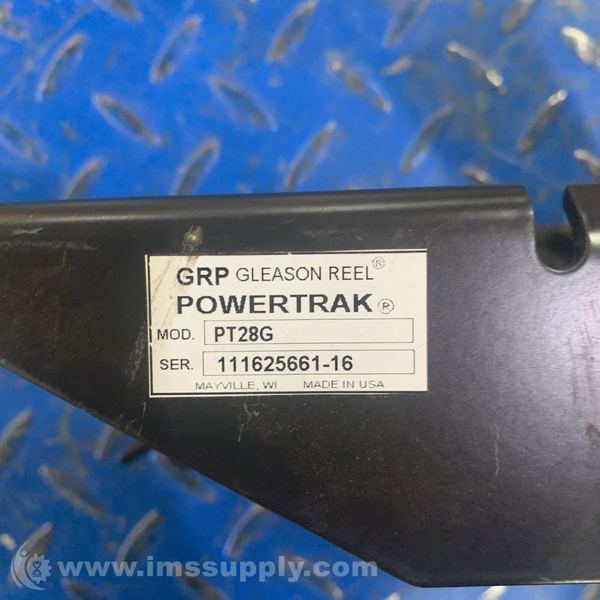 GRP GLEASON REEL®
POWERTRAK ®
MOD. PT28G
SER. 111625661-16
MAYVILLE, WI MADE IN USA
www.imssupply.com